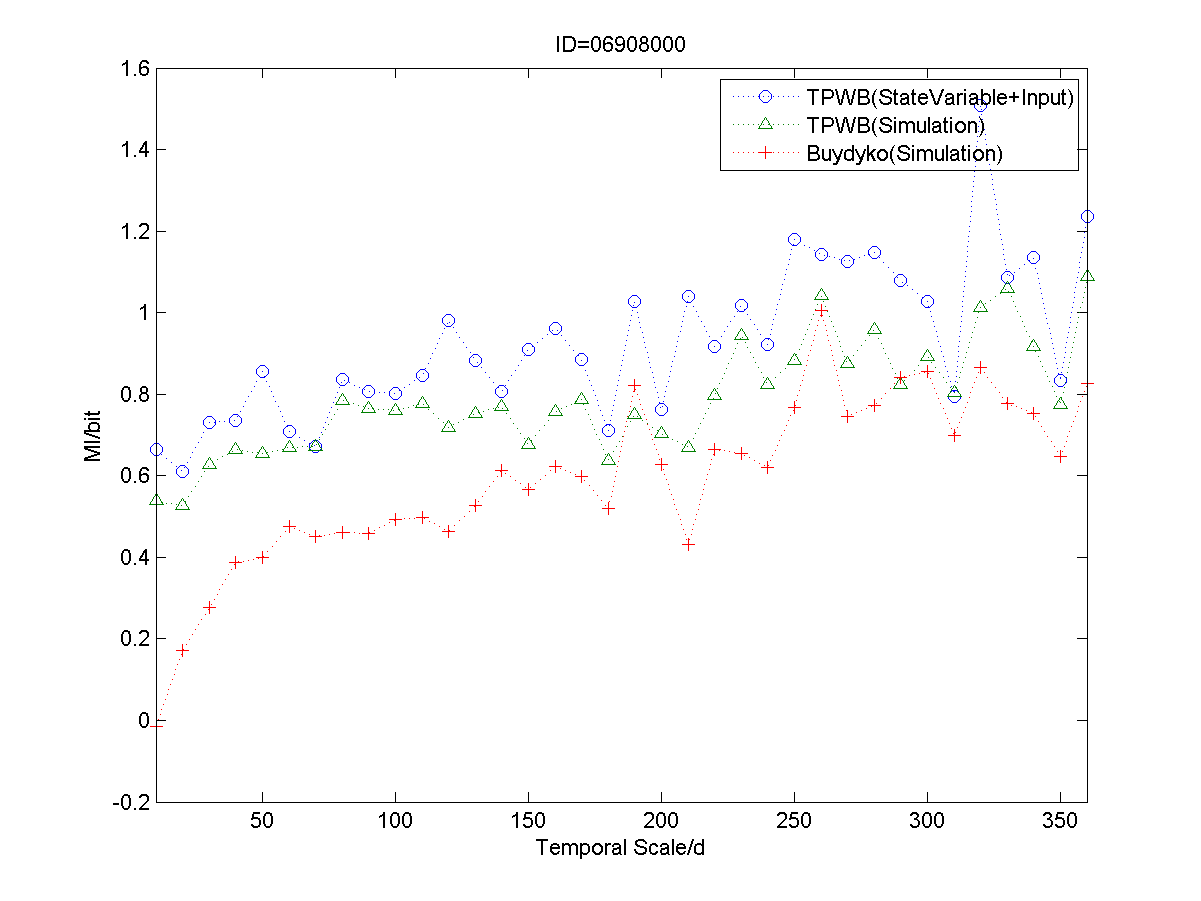 ID=06908000
1.6
1.4
1.2
1
0.8
0.6
0.4
0.2
0
-0.2
MI/bit
TPWB(StateVariable+Input)
TPWB(Simulation)
Buydyko(Simulation)
50 100 150 200 250 300 350
Temporal Scale/d